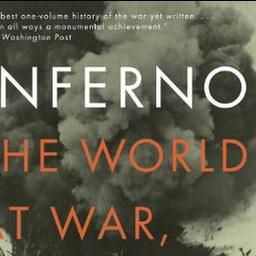 best one-volume history of the war yet written. . . .
n all ways a monumental achievement."
Washington Post
NFERNO
HE WORLD
T WAR,